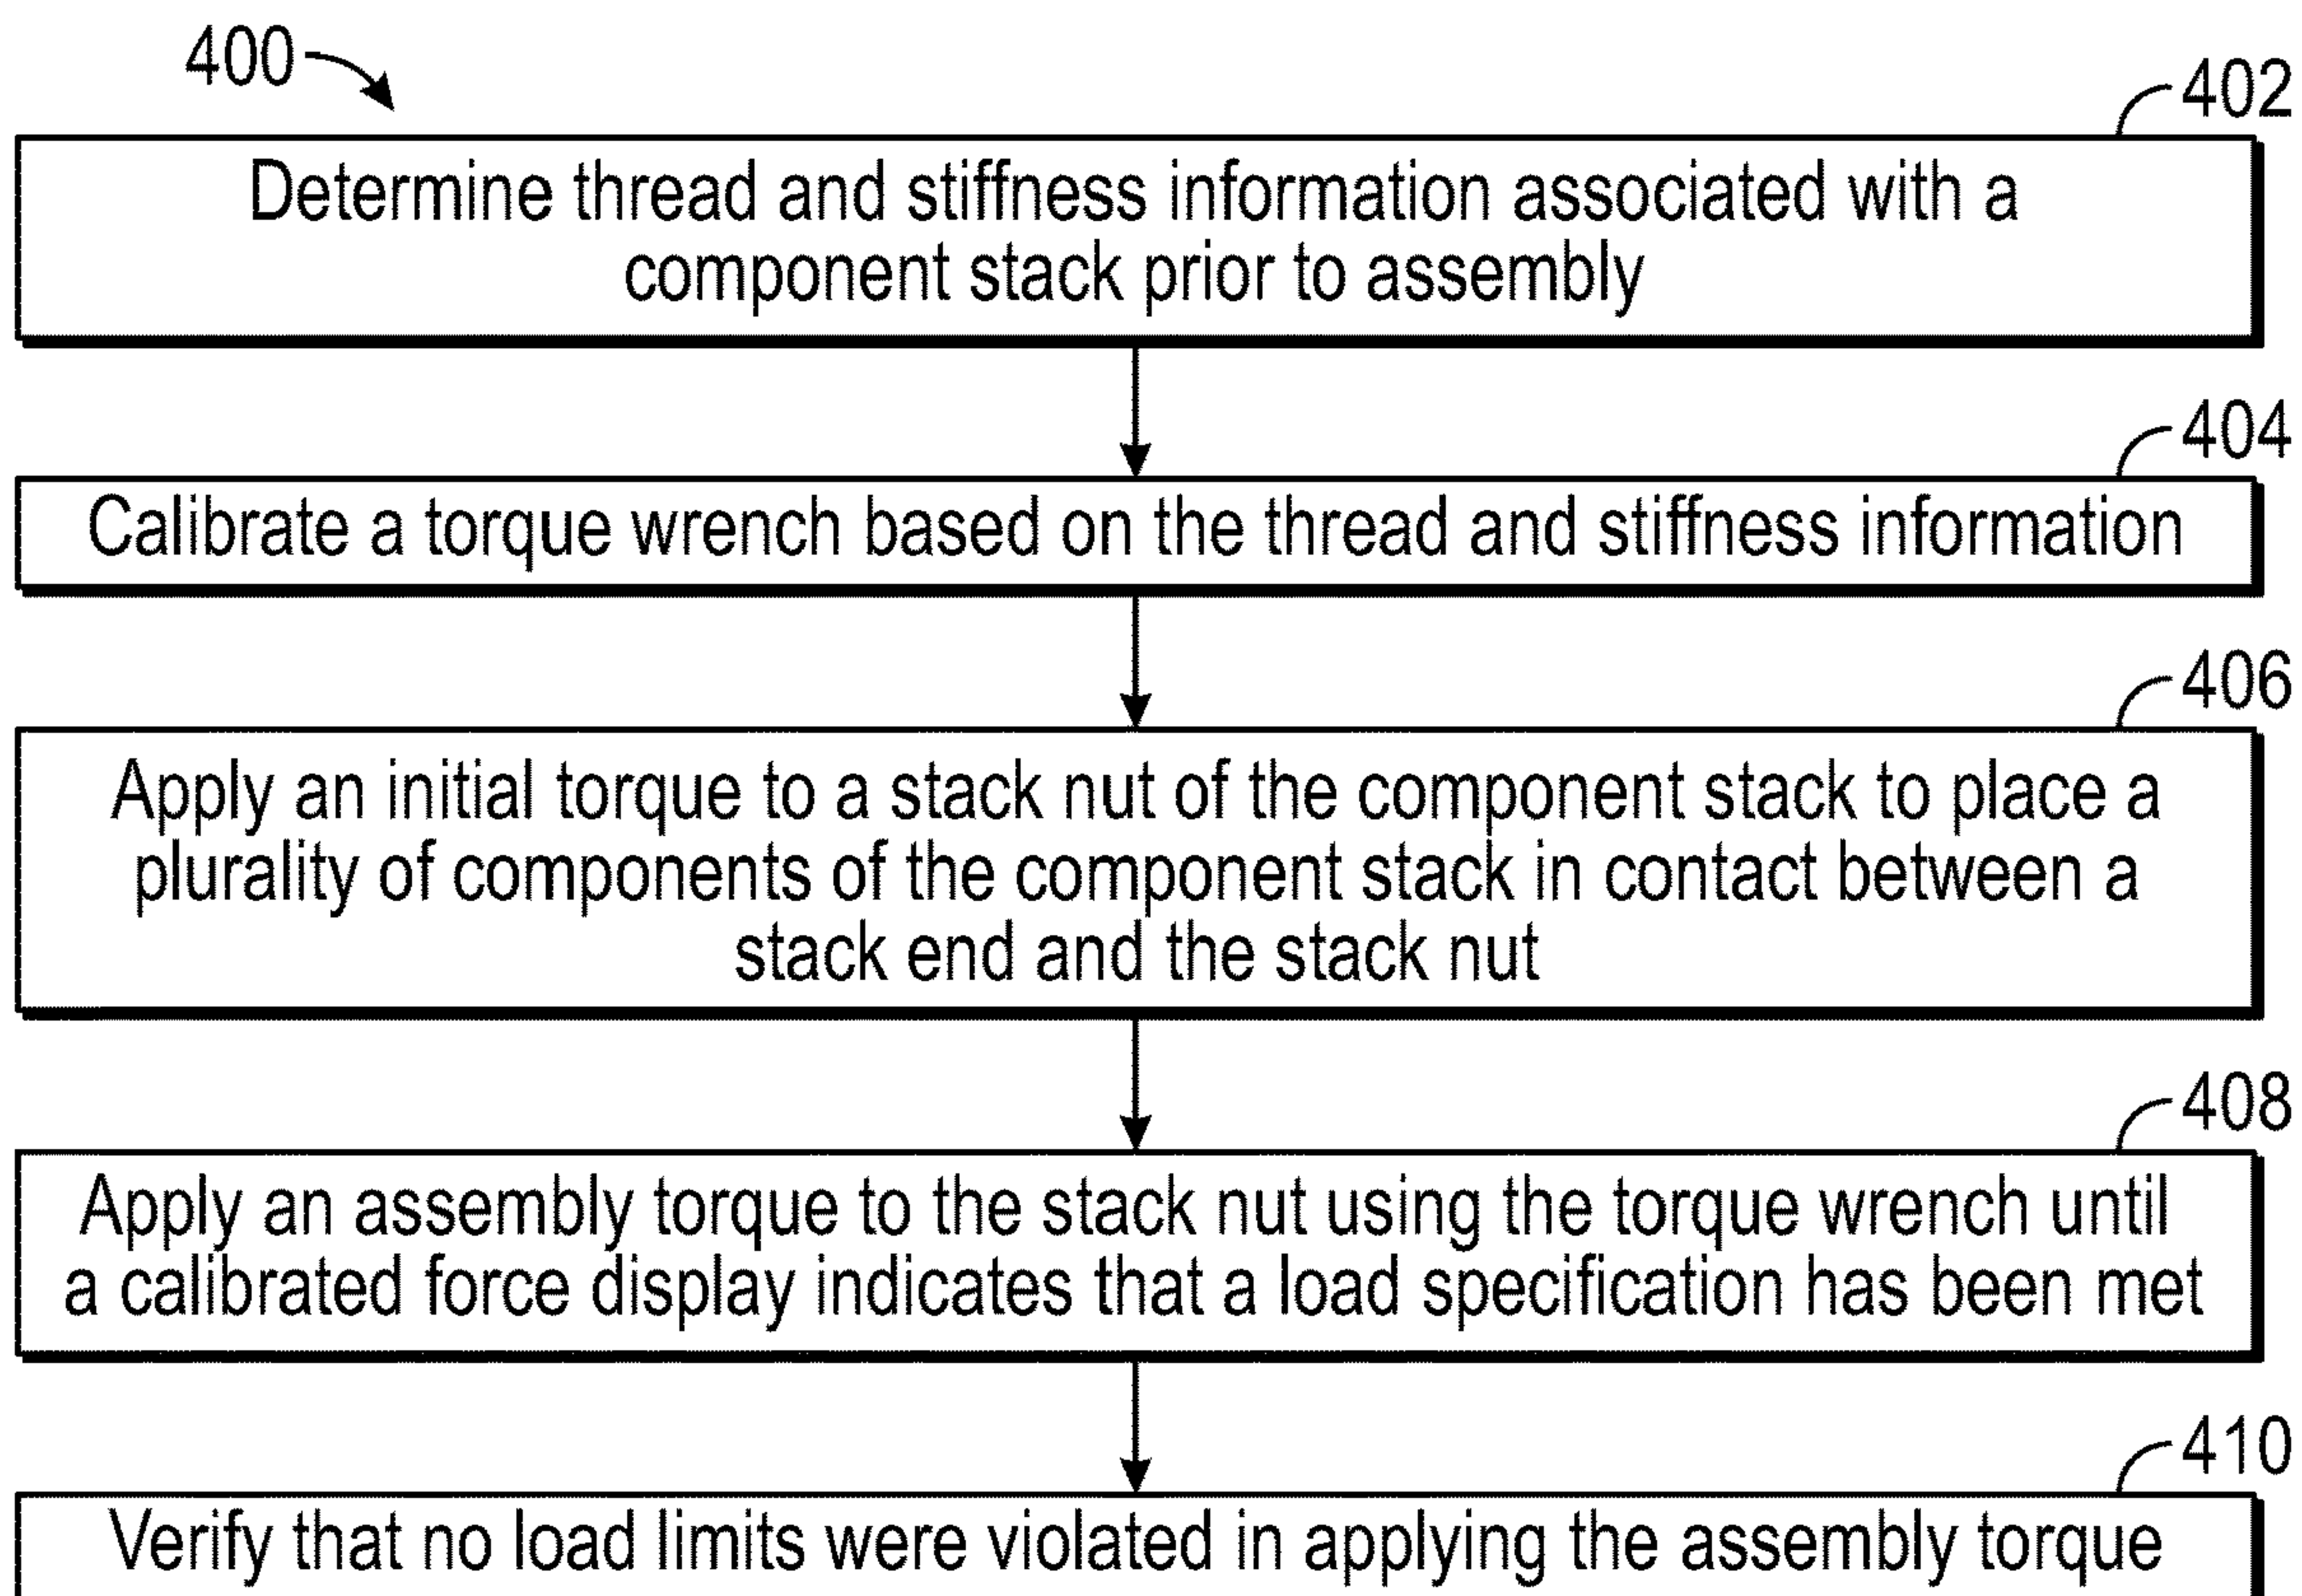 400
402
Determine thread and stiffness information associated with a
component stack prior to assembly
404
Calibrate a torque wrench based on the thread and stiffness information
406
Apply an initial torque to a stack nut of the component stack to place a
plurality of components of the component stack in contact between a
stack end and the stack nut
408
Apply an assembly torque to the stack nut using the torque wrench until
a calibrated force display indicates that a load specification has been met
410
Verify that no load limits were violated in applying the assembly torque